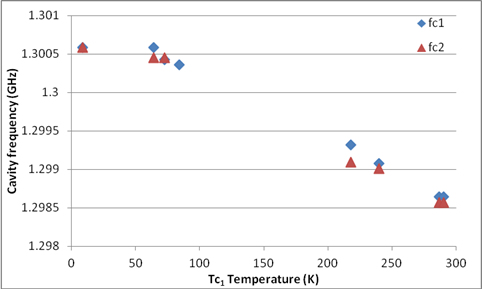 1.301
1.3005
1.3
1.2995
1.299
1.2985
1.298
Cavity frequency (GHz)
fc1
fc2
0 50 100 150 200 250 300
Tc₁ Temperature (K)